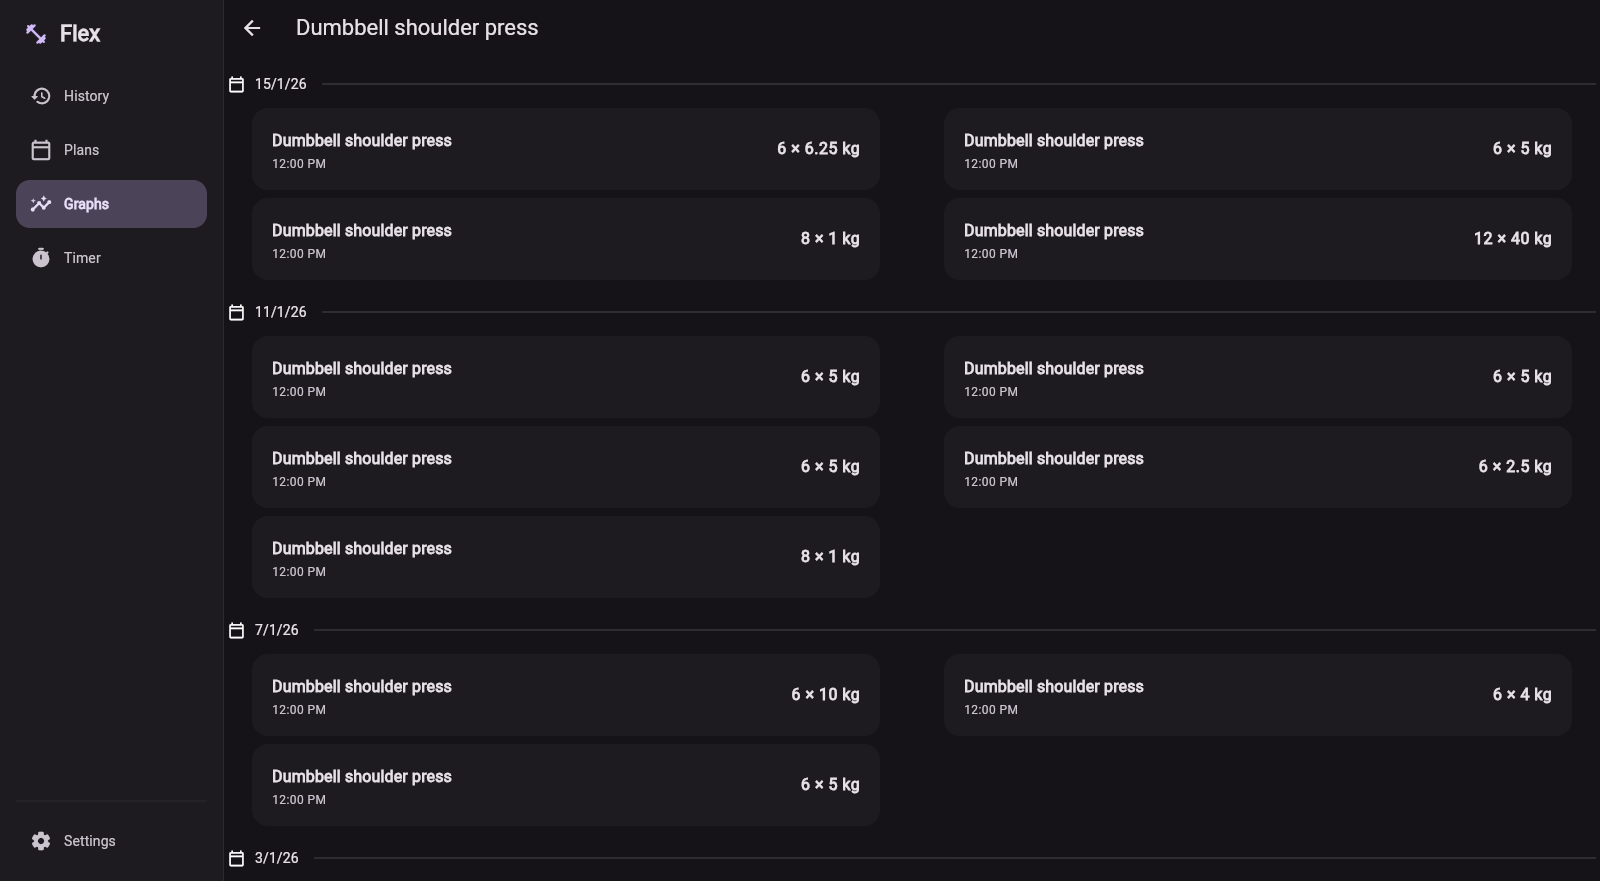 Flex
History
Plans
Graphs
Timer
Settings
Dumbbell shoulder press
15/1/26
Dumbbell shoulder press
12:00 PM
6 × 6.25 kg
Dumbbell shoulder press
12:00 PM
6 × 5 kg
Dumbbell shoulder press
12:00 PM
8 × 1 kg
Dumbbell shoulder press
12:00 PM
12 × 40 kg
11/1/26
Dumbbell shoulder press
12:00 PM
6 × 5 kg
Dumbbell shoulder press
12:00 PM
6 × 5 kg
Dumbbell shoulder press
12:00 PM
6 × 5 kg
Dumbbell shoulder press
12:00 PM
6 × 2.5 kg
Dumbbell shoulder press
12:00 PM
8 × 1 kg
7/1/26
Dumbbell shoulder press
12:00 PM
6 × 10 kg
Dumbbell shoulder press
12:00 PM
6 × 4 kg
Dumbbell shoulder press
12:00 PM
6 × 5 kg
3/1/26